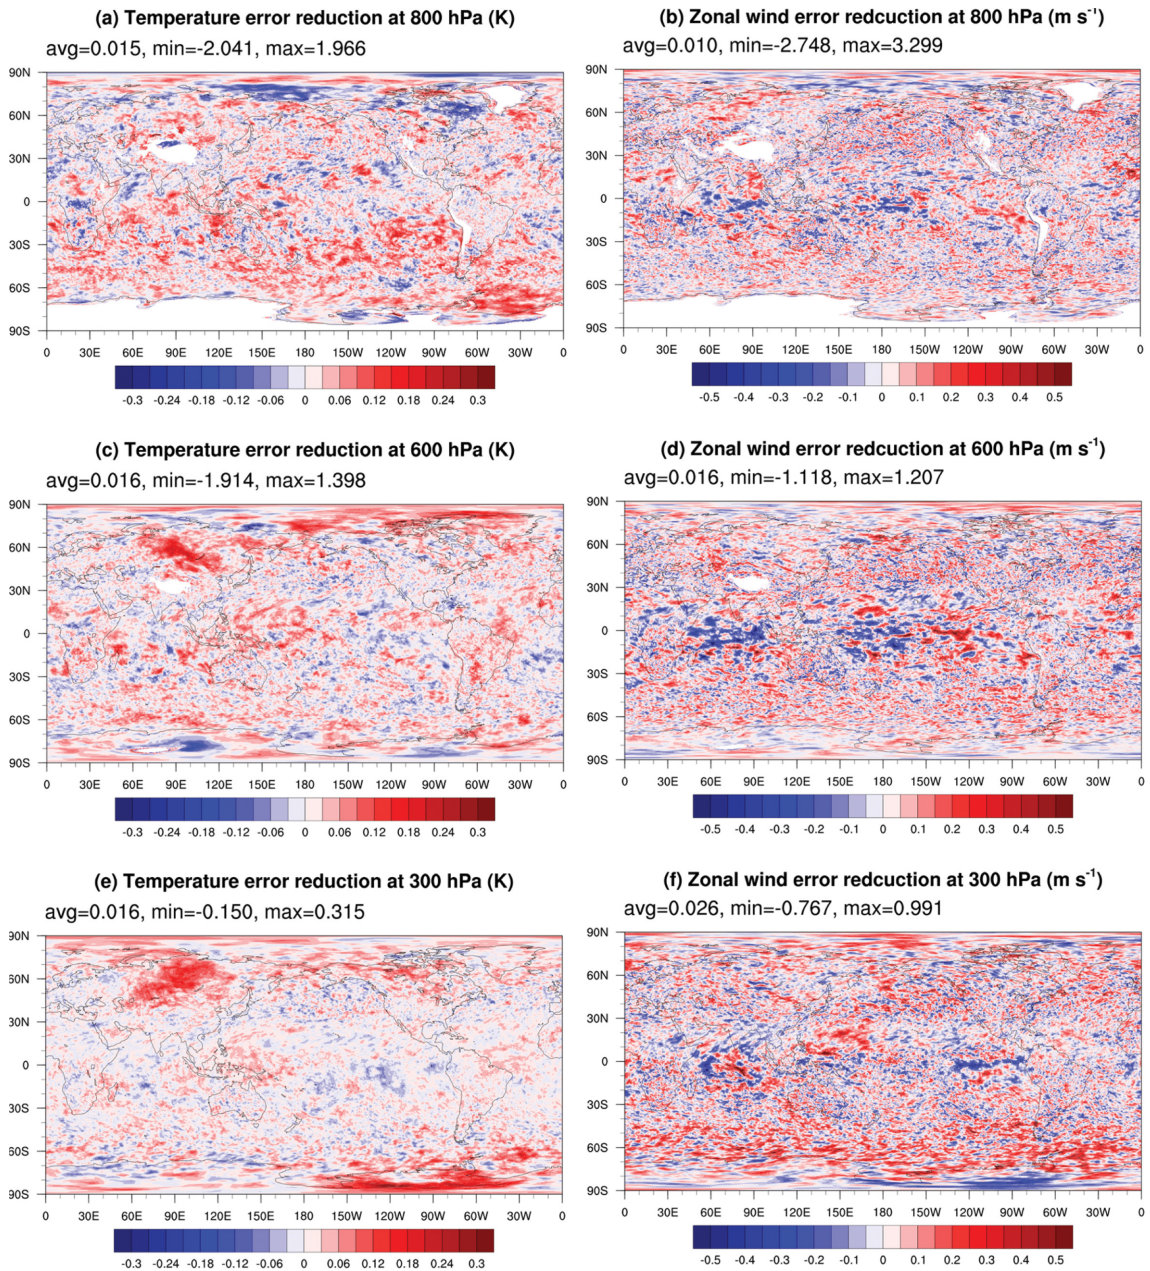 (a) Temperature error reduction at 800 hPa (K)
avg=0.015, min=-2.041, max=1.966
90N
60N
30N
0
30S
60S
90S
0 30E 60E 90E 120E 150E 180 150W 120W 90W 60W 30W 0
-0.3 -0.24 -0.18 -0.12 -0.06 0 0.06 0.12 0.18 0.24 0.3
(b) Zonal wind error redcuction at 800 hPa (m s⁻¹)
avg=0.010, min=-2.748, max=3.299
90N
60N
30N
0
30S
60S
90S
0 30E 60E 90E 120E 150E 180 150W 120W 90W 60W 30W 0
-0.5 -0.4 -0.3 -0.2 -0.1 0 0.1 0.2 0.3 0.4 0.5
(c) Temperature error reduction at 600 hPa (K)
avg=0.016, min=-1.914, max=1.398
90N
60N
30N
0
30S
60S
90S
0 30E 60E 90E 120E 150E 180 150W 120W 90W 60W 30W 0
-0.3 -0.24 -0.18 -0.12 -0.06 0 0.06 0.12 0.18 0.24 0.3
(d) Zonal wind error redcuction at 600 hPa (m s⁻¹)
avg=0.016, min=-1.118, max=1.207
90N
60N
30N
0
30S
60S
90S
0 30E 60E 90E 120E 150E 180 150W 120W 90W 60W 30W 0
-0.5 -0.4 -0.3 -0.2 -0.1 0 0.1 0.2 0.3 0.4 0.5
(e) Temperature error reduction at 300 hPa (K)
avg=0.016, min=-0.150, max=0.315
90N
60N
30N
0
30S
60S
90S
0 30E 60E 90E 120E 150E 180 150W 120W 90W 60W 30W 0
-0.3 -0.24 -0.18 -0.12 -0.06 0 0.06 0.12 0.18 0.24 0.3
(f) Zonal wind error redcuction at 300 hPa (m s⁻¹)
avg=0.026, min=-0.767, max=0.991
90N
60N
30N
0
30S
60S
90S
0 30E 60E 90E 120E 150E 180 150W 120W 90W 60W 30W 0
-0.5 -0.4 -0.3 -0.2 -0.1 0 0.1 0.2 0.3 0.4 0.5